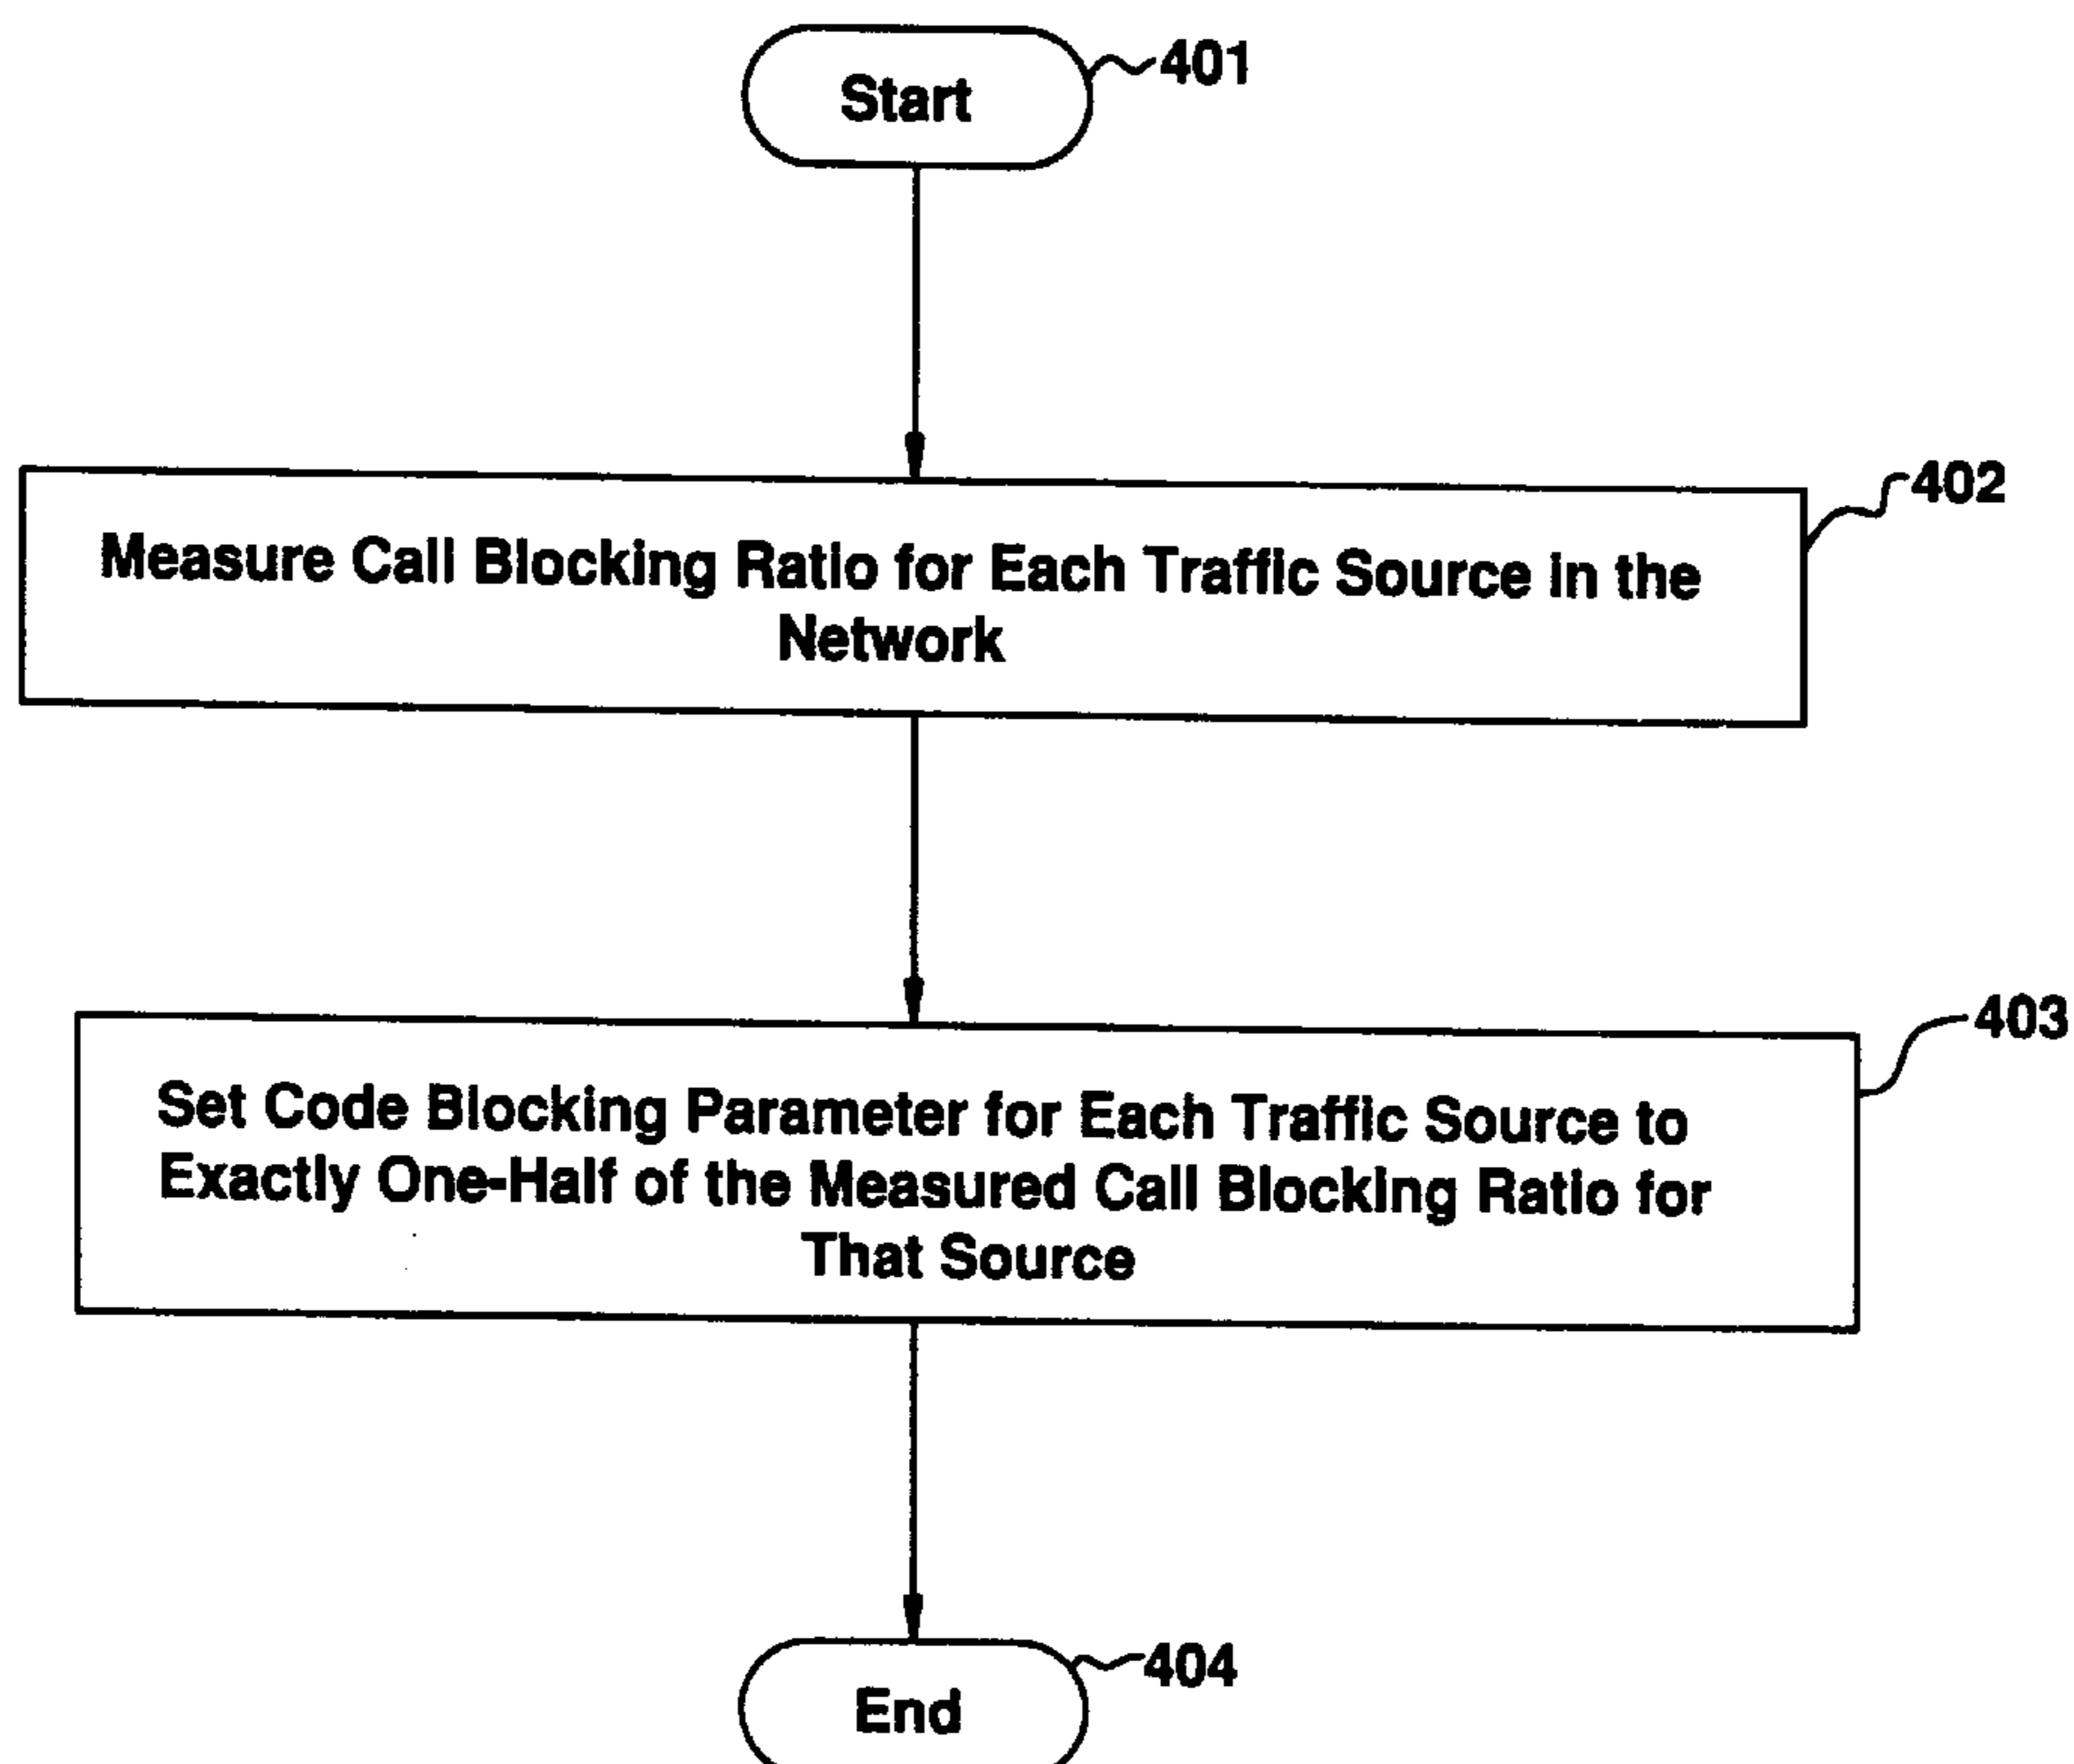 Start
401
Measure Call Blocking Ratio for Each Traffic Source in the
Network
402
Set Code Blocking Parameter for Each Traffic Source to
Exactly One-Half of the Measured Call Blocking Ratio for
That Source
403
End
404